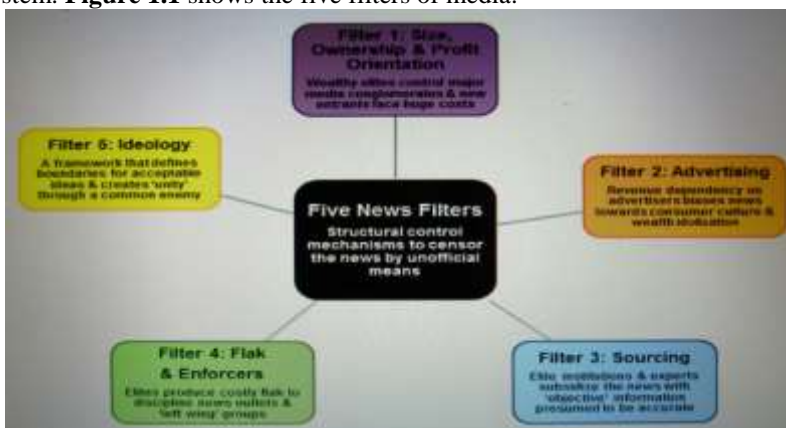 stem. Figure 1.1 shows the five filters of media.
Filter 1: Size,
Ownership & Profit
Orientation
Wealthy elites control major
media conglomerates & new
entrants face huge costs
Filter 2: Advertising
Revenue dependency on
advertisers biases news
towards consumer culture &
wealth idolisation
Five News Filters
Structural control
mechanisms to censor
the news by unofficial
means
Filter 3: Sourcing
Elite institutions & experts
subsidize the news with
'objective' information
presumed to be accurate
Filter 4: Flak
& Enforcers
Elites produce costly flak to
discipline news outlets &
'left wing' groups
Filter 5: Ideology
A framework that defines
boundaries for acceptable
ideas & creates 'unity'
through a common enemy